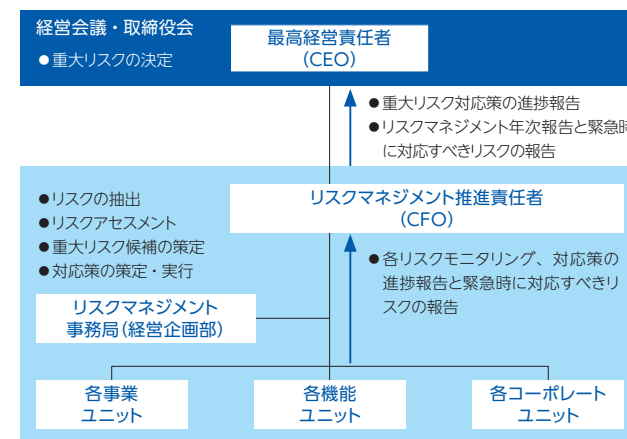 経営会議・取締役会
●重大リスクの決定
最高経営責任者
(CEO)
●重大リスク対応策の進捗報告
●リスクマネジメント年次報告と緊急時
に対応すべきリスクの報告
●リスクの抽出
●リスクアセスメント
●重大リスク候補の策定
●対応策の策定・実行
リスクマネジメント推進責任者
(CFO)
●各リスクモニタリング、対応策の
進捗報告と緊急時に対応すべきリ
スクの報告
リスクマネジメント
事務局(経営企画部)
各事業
ユニット
各機能
ユニット
各コーポレート
ユニット